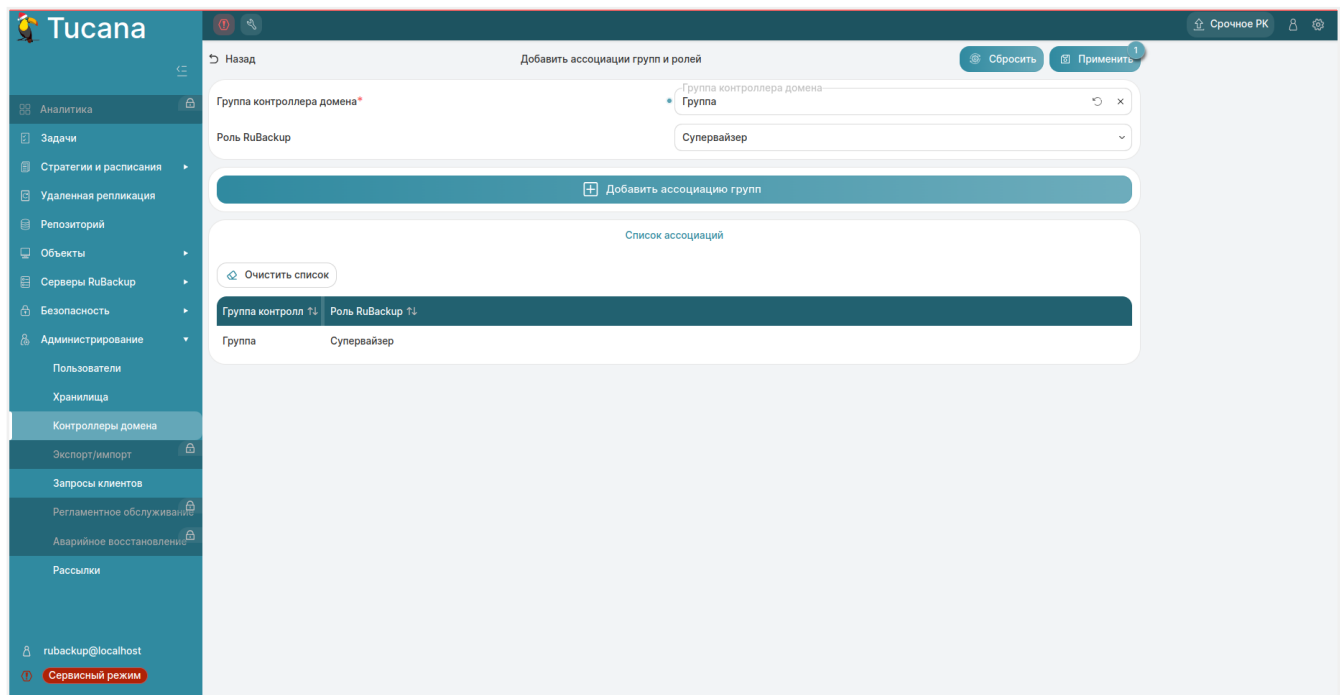 Tucana
Срочное РК
Назад
Добавить ассоциации групп и ролей
Сбросить
Применить
1
Аналитика
Задачи
Стратегии и расписания
Удаленная репликация
Репозиторий
Объекты
Серверы RuBackup
Безопасность
Администрирование
Пользователи
Хранилища
Контроллеры домена
Экспорт/импорт
Запросы клиентов
Регламентное обслуживание
Аварийное восстановление
Рассылки
rubackup@localhost
Сервисный режим
Группа контроллера домена*
Группа контроллера домена
Группа
Роль RuBackup
Супервайзер
Добавить ассоциацию групп
Список ассоциаций
Очистить список
Группа контролл Роль RuBackup
Группа Супервайзер